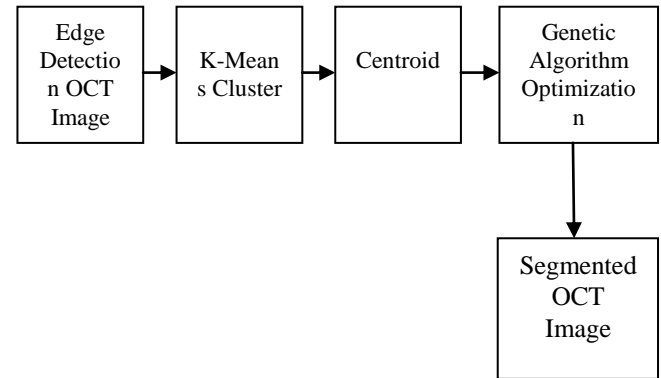 Edge
Detectio
n OCT
Image
K-Mean
s Cluster
Centroid
Genetic
Algorithm
Optimizatio
n
Segmented
OCT
Image